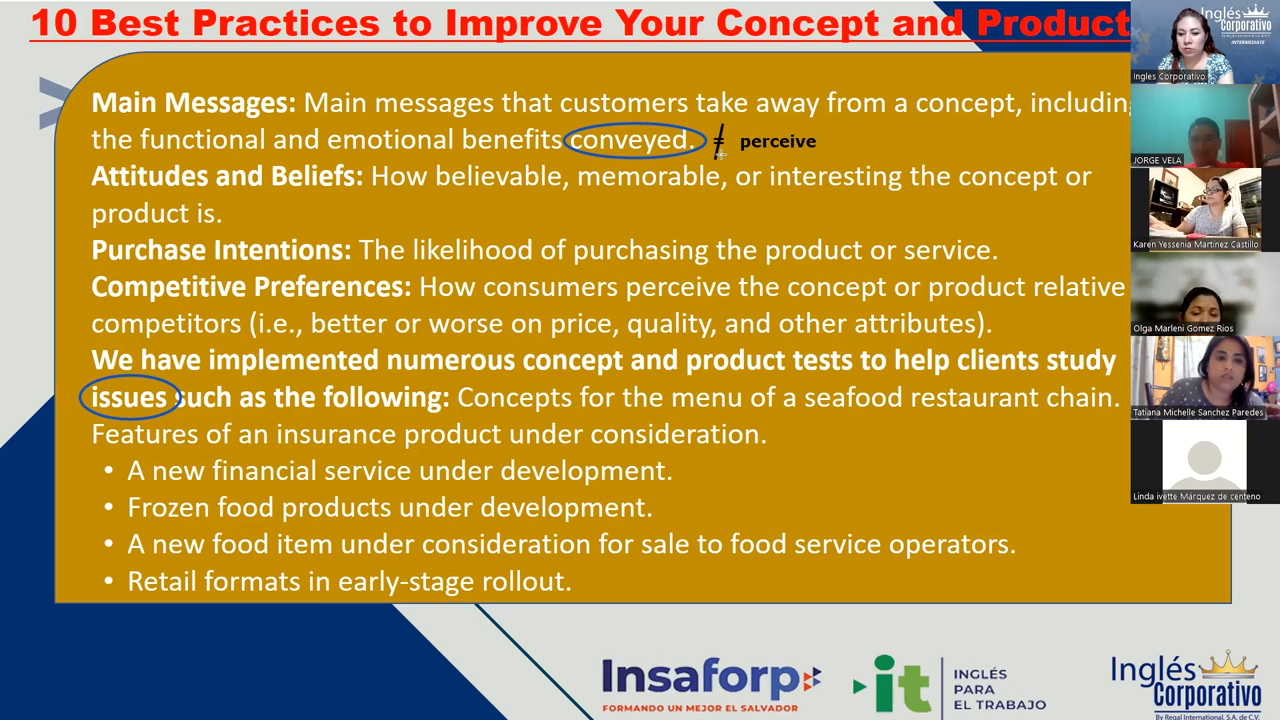 10 Best Practices to Improve Your Concept and Product
Main Messages: Main messages that customers take away from a concept, includin
the functional and emotional benefits conveyed. ≠ perceive
Attitudes and Beliefs: How believable, memorable, or interesting the concept or
product is.
Purchase Intentions: The likelihood of purchasing the product or service.
Competitive Preferences: How consumers perceive the concept or product relative
competitors (i.e., better or worse on price, quality, and other attributes).
We have implemented numerous concept and product tests to help clients study
issues such as the following: Concepts for the menu of a seafood restaurant chain.
Features of an insurance product under consideration.
• A new financial service under development.
• Frozen food products under development.
• A new food item under consideration for sale to food service operators.
• Retail formats in early-stage rollout.
Insaforp
FORMANDO UN MEJOR EL SALVADOR
it
INGLÉS
PARA
EL TRABAJO
Inglés
Corporativo
By Regal International, S.A. de C.V.
Inglés
Corporativo
INTERMEDIATE
Ingles Corporativo
JORGE VELA
Karen Yessenia Martínez Castillo
Olga Marleni Gomez Rios
Tatiana Michelle Sanchez Paredes
Linda ivette Márquez de centeno